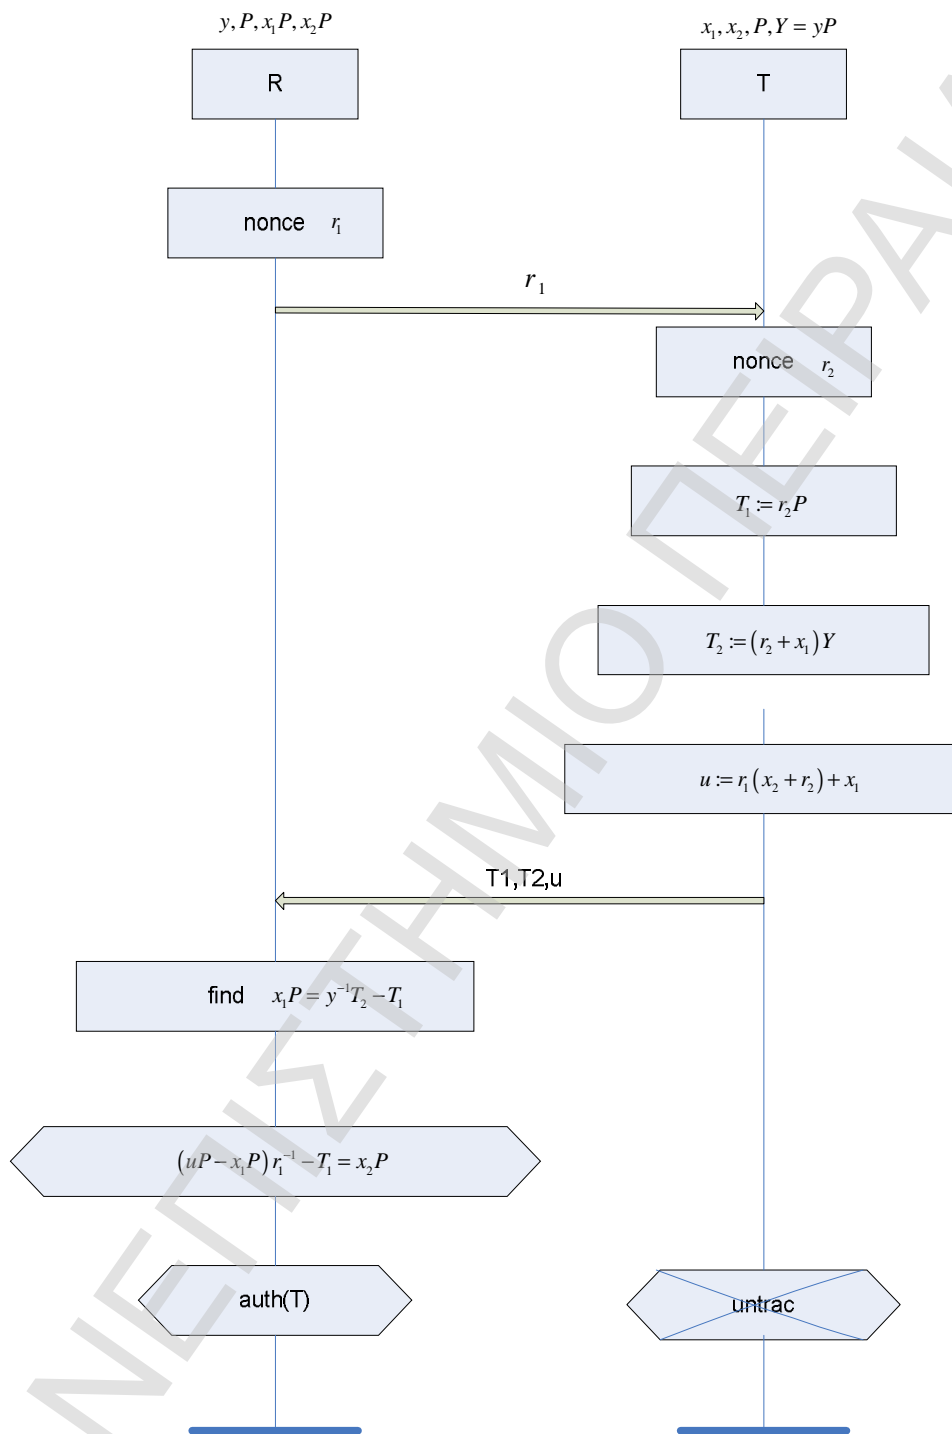 y, P, x₁P, x₂P
x₁, x₂, P, Y = yP
R
T
nonce r₁
r₁
nonce r₂
T₁ := r₂P
T₂ := (r₂ + x₁)Y
u := r₁(x₂ + r₂) + x₁
T1,T2,u
find x₁P = y⁻¹T₂ − T₁
(uP − x₁P)r₁⁻¹ − T₁ = x₂P
auth(T)
untrac